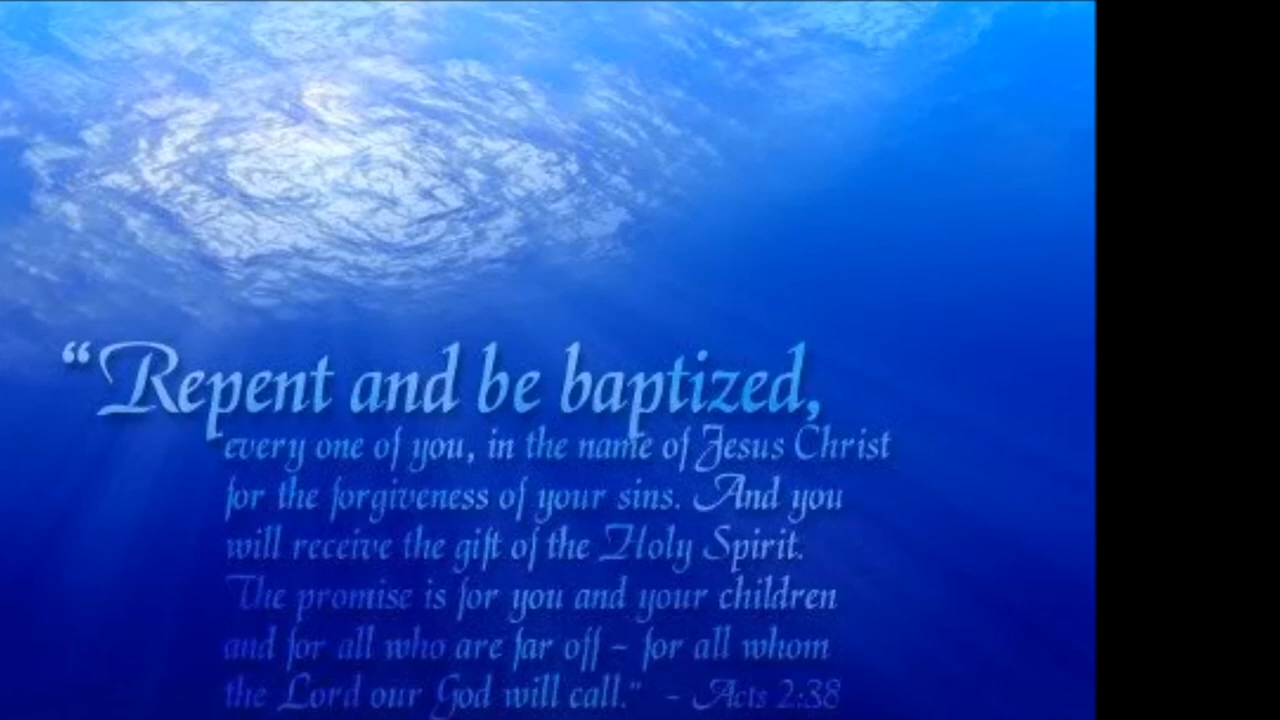 “Repent and be baptized,
every one of you, in the name of Jesus Christ
for the forgiveness of your sins. And you
will receive the gift of the Holy Spirit.
The promise is for you and your children
and for all who are far off – for all whom
the Lord our God will call.” – Acts 2:38